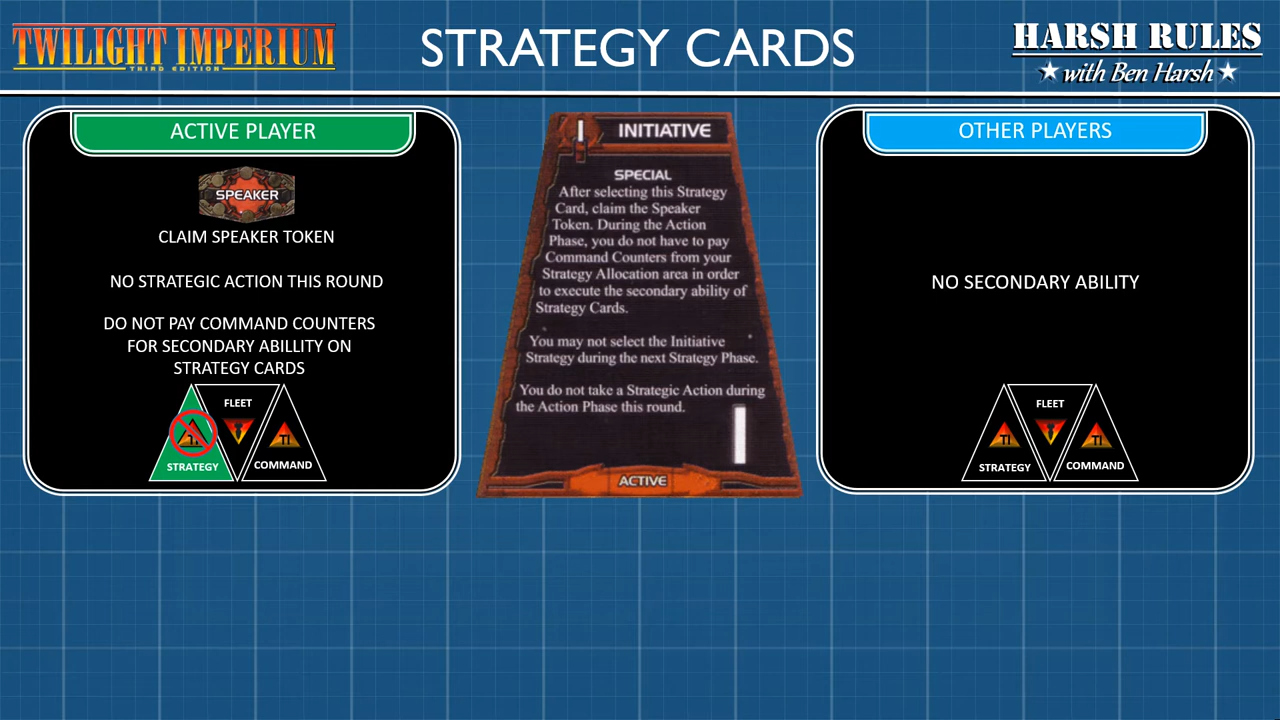 TWILIGHT IMPERIUM
THIRD EDITION
STRATEGY CARDS
HARSH RULES
with Ben Harsh
ACTIVE PLAYER
SPEAKER
CLAIM SPEAKER TOKEN
NO STRATEGIC ACTION THIS ROUND
DO NOT PAY COMMAND COUNTERS
FOR SECONDARY ABILLITY ON
STRATEGY CARDS
FLEET
TI
TI
STRATEGY
COMMAND
INITIATIVE
SPECIAL
After selecting this Strategy
Card, claim the Speaker
Token. During the Action
Phase, you do not have to pay
Command Counters from your
Strategy Allocation area in order
to execute the secondary ability of
Strategy Cards.
You may not select the Initiative
Strategy during the next Strategy Phase.
You do not take a Strategic Action during
the Action Phase this round.
ACTIVE
OTHER PLAYERS
NO SECONDARY ABILITY
FLEET
TI
TI
STRATEGY
COMMAND